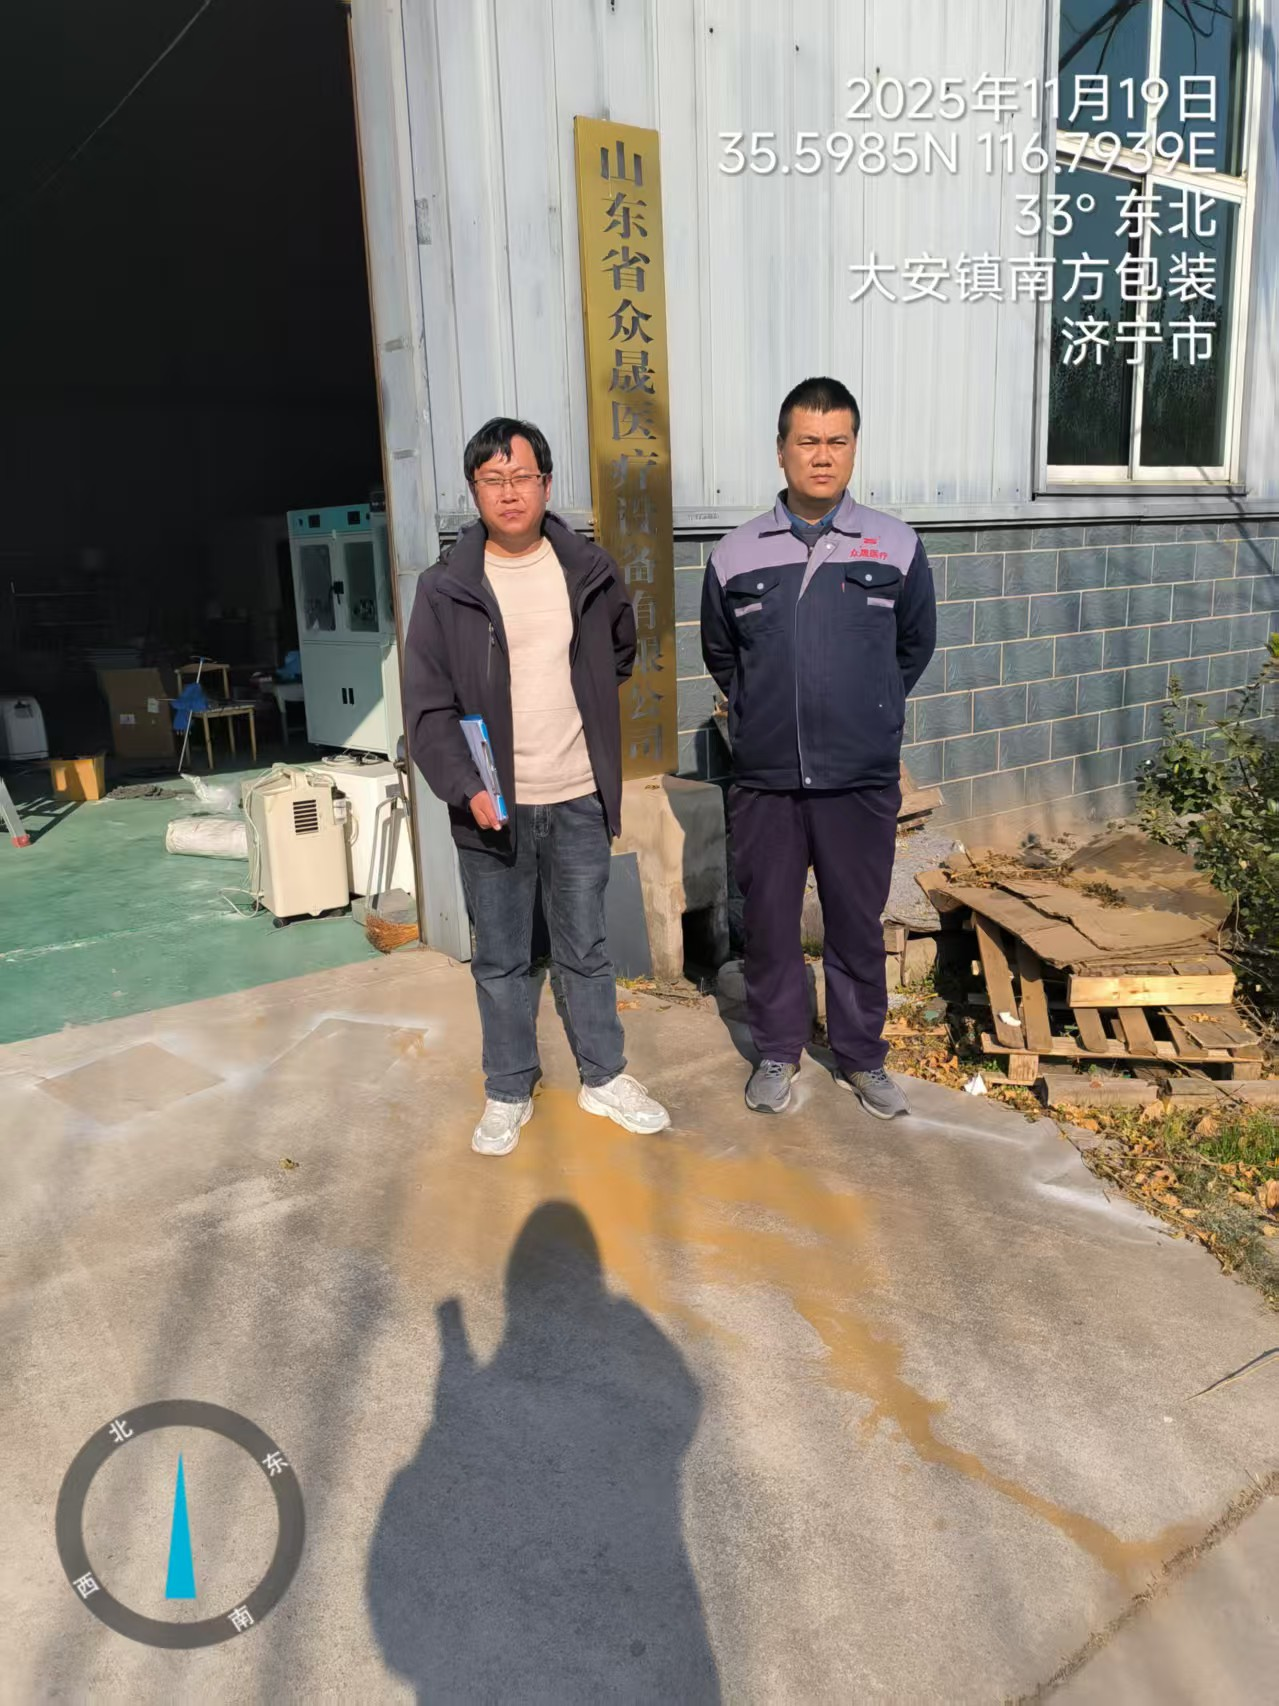 2025年11月19日
35.5985N 116.7939E
33° 东北
大安镇南方包装
济宁市
山东省众晟医疗设备有限公司
众晟医疗
北
东
西
南